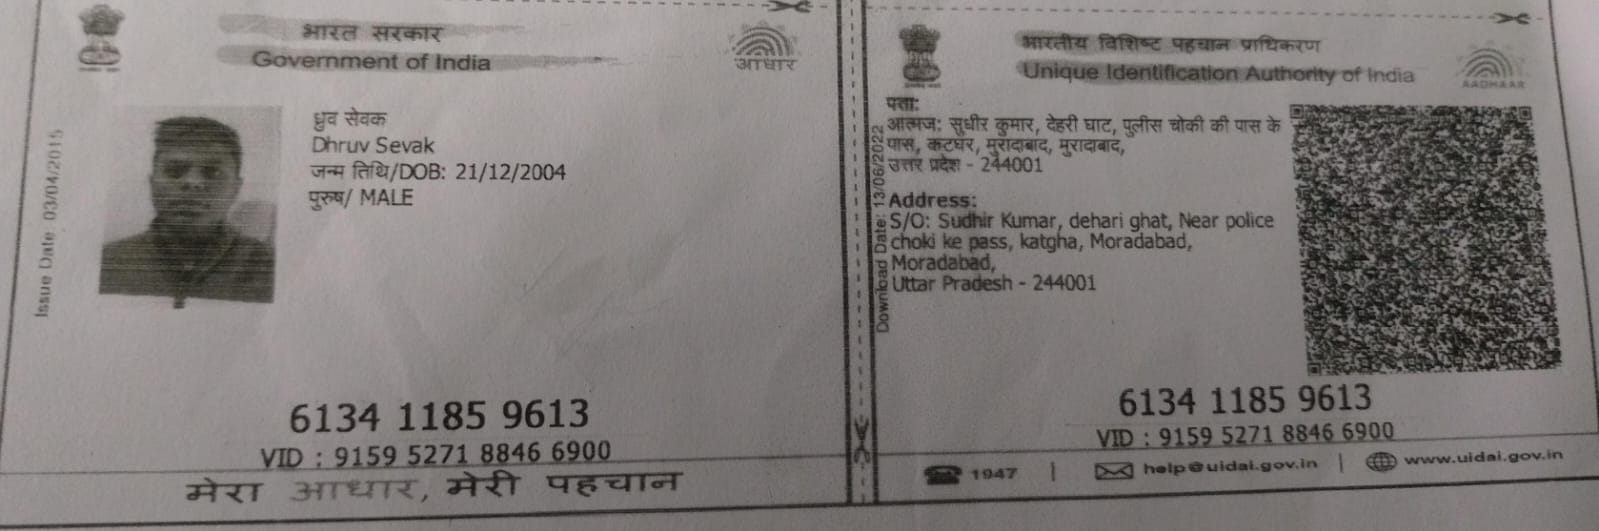 भारत सरकार
Government of India
आधार
Issue Date: 03/04/2015
ध्रुव सेवक
Dhruv Sevak
जन्म तिथि/DOB: 21/12/2004
पुरुष/ MALE
6134 1185 9613
VID : 9159 5271 8846 6900
मेरा आधार, मेरी पहचान
भारतीय विशिष्ट पहचान प्राधिकरण
Unique Identification Authority of India
AADHAAR
Download Date: 13/06/2022
पता:
आत्मज: सुधीर कुमार, देहरी घाट, पुलीस चोकी की पास के
पास, कटघर, मुरादाबाद, मुरादाबाद,
उत्तर प्रदेश - 244001
Address:
S/O: Sudhir Kumar, dehari ghat, Near police
choki ke pass, katgha, Moradabad,
Moradabad,
Uttar Pradesh - 244001
6134 1185 9613
VID : 9159 5271 8846 6900
1947 | help@uidai.gov.in | www.uidai.gov.in